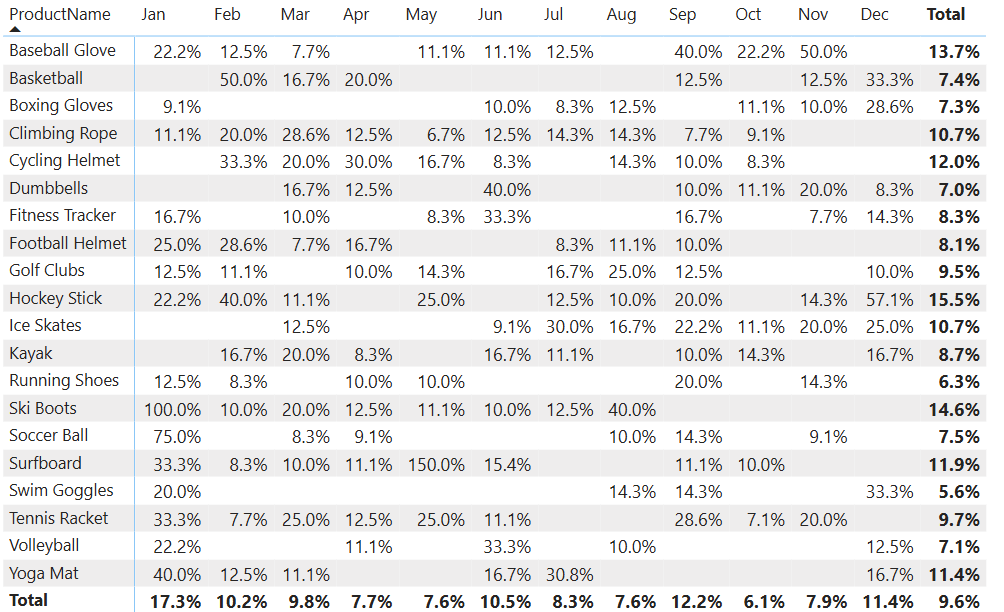 ProductName Jan Feb Mar Apr May Jun Jul Aug Sep Oct Nov Dec Total
Baseball Glove 22.2% 12.5% 7.7% 11.1% 11.1% 12.5% 40.0% 22.2% 50.0% 13.7%
Basketball 50.0% 16.7% 20.0% 12.5% 12.5% 33.3% 7.4%
Boxing Gloves 9.1% 10.0% 8.3% 12.5% 11.1% 10.0% 28.6% 7.3%
Climbing Rope 11.1% 20.0% 28.6% 12.5% 6.7% 12.5% 14.3% 14.3% 7.7% 9.1% 10.7%
Cycling Helmet 33.3% 20.0% 30.0% 16.7% 8.3% 14.3% 10.0% 8.3% 12.0%
Dumbbells 16.7% 12.5% 40.0% 10.0% 11.1% 20.0% 8.3% 7.0%
Fitness Tracker 16.7% 10.0% 8.3% 33.3% 16.7% 7.7% 14.3% 8.3%
Football Helmet 25.0% 28.6% 7.7% 16.7% 8.3% 11.1% 10.0% 8.1%
Golf Clubs 12.5% 11.1% 10.0% 14.3% 16.7% 25.0% 12.5% 10.0% 9.5%
Hockey Stick 22.2% 40.0% 11.1% 25.0% 12.5% 10.0% 20.0% 14.3% 57.1% 15.5%
Ice Skates 12.5% 9.1% 30.0% 16.7% 22.2% 11.1% 20.0% 25.0% 10.7%
Kayak 16.7% 20.0% 8.3% 16.7% 11.1% 10.0% 14.3% 16.7% 8.7%
Running Shoes 12.5% 8.3% 10.0% 10.0% 20.0% 14.3% 6.3%
Ski Boots 100.0% 10.0% 20.0% 12.5% 11.1% 10.0% 12.5% 40.0% 14.6%
Soccer Ball 75.0% 8.3% 9.1% 10.0% 14.3% 9.1% 7.5%
Surfboard 33.3% 8.3% 10.0% 11.1% 150.0% 15.4% 11.1% 10.0% 11.9%
Swim Goggles 20.0% 14.3% 14.3% 33.3% 5.6%
Tennis Racket 33.3% 7.7% 25.0% 12.5% 25.0% 11.1% 28.6% 7.1% 20.0% 9.7%
Volleyball 22.2% 11.1% 33.3% 10.0% 12.5% 7.1%
Yoga Mat 40.0% 12.5% 11.1% 16.7% 30.8% 16.7% 11.4%
Total 17.3% 10.2% 9.8% 7.7% 7.6% 10.5% 8.3% 7.6% 12.2% 6.1% 7.9% 11.4% 9.6%